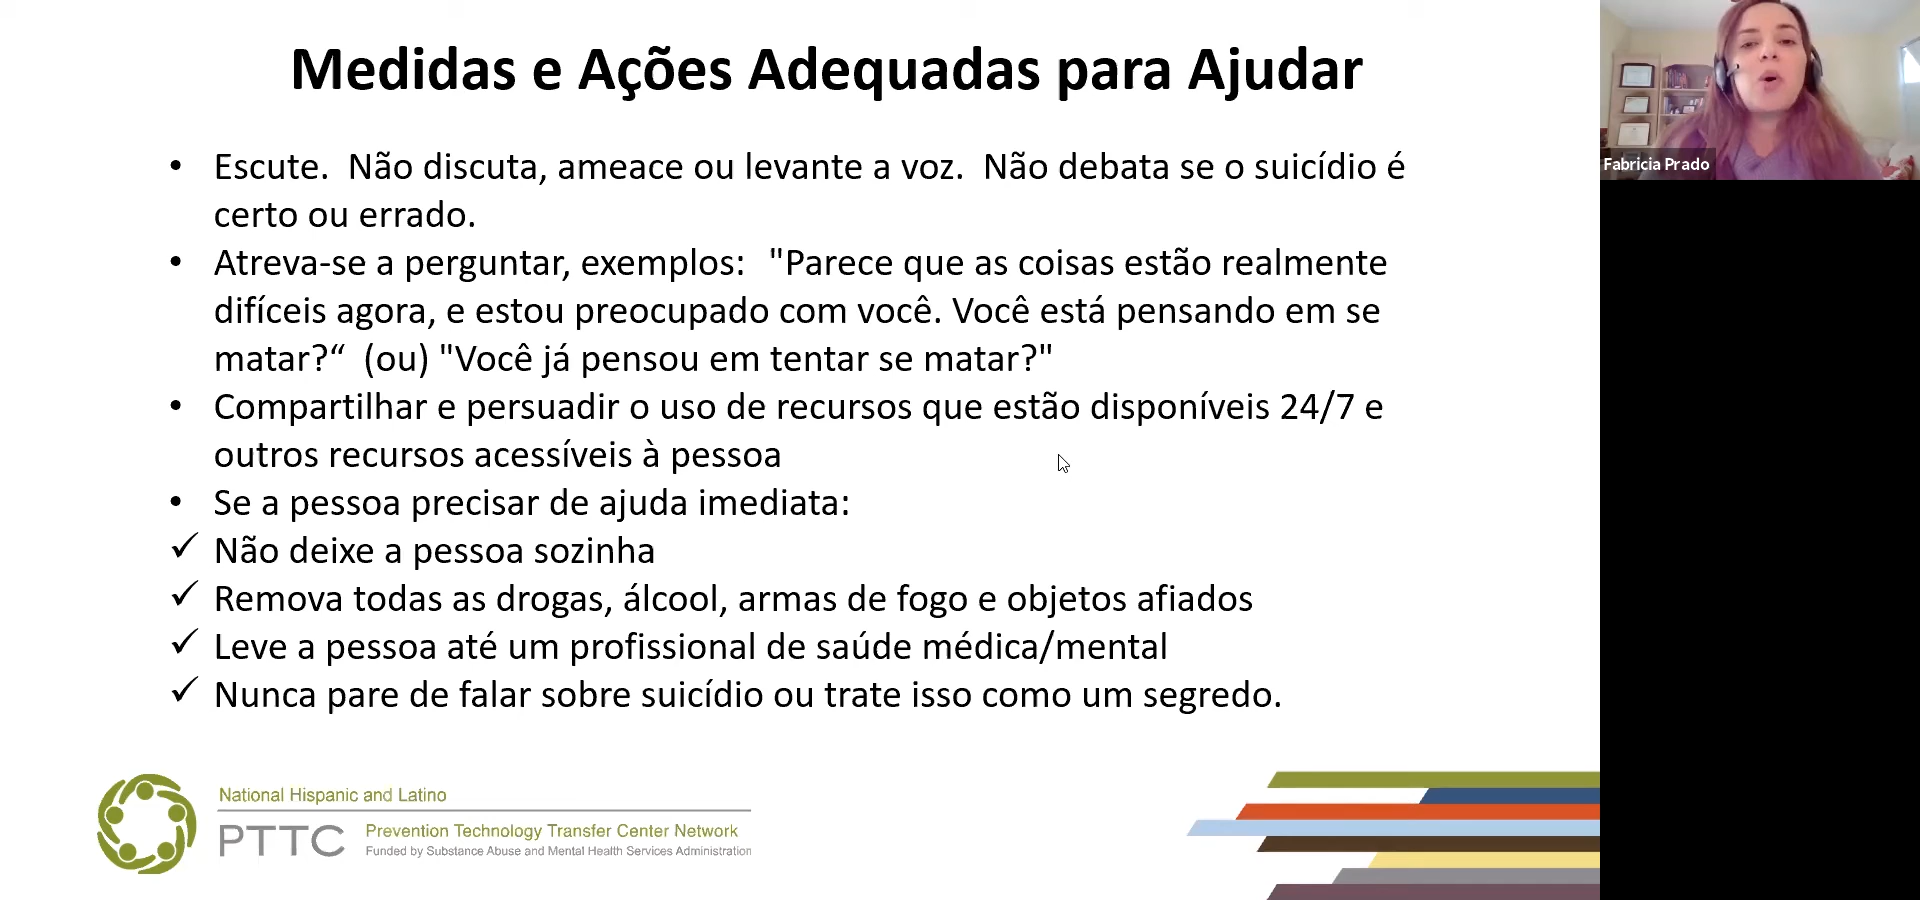 Medidas e Ações Adequadas para Ajudar
• Escute.  Não discuta, ameace ou levante a voz.  Não debata se o suicídio é
certo ou errado.
• Atreva-se a perguntar, exemplos:  "Parece que as coisas estão realmente
difíceis agora, e estou preocupado com você. Você está pensando em se
matar?“  (ou) "Você já pensou em tentar se matar?"
• Compartilhar e persuadir o uso de recursos que estão disponíveis 24/7 e
outros recursos acessíveis à pessoa
• Se a pessoa precisar de ajuda imediata:
✓ Não deixe a pessoa sozinha
✓ Remova todas as drogas, álcool, armas de fogo e objetos afiados
✓ Leve a pessoa até um profissional de saúde médica/mental
✓ Nunca pare de falar sobre suicídio ou trate isso como um segredo.
National Hispanic and Latino
PTTC
Prevention Technology Transfer Center Network
Funded by Substance Abuse and Mental Health Services Administration
Fabricia Prado